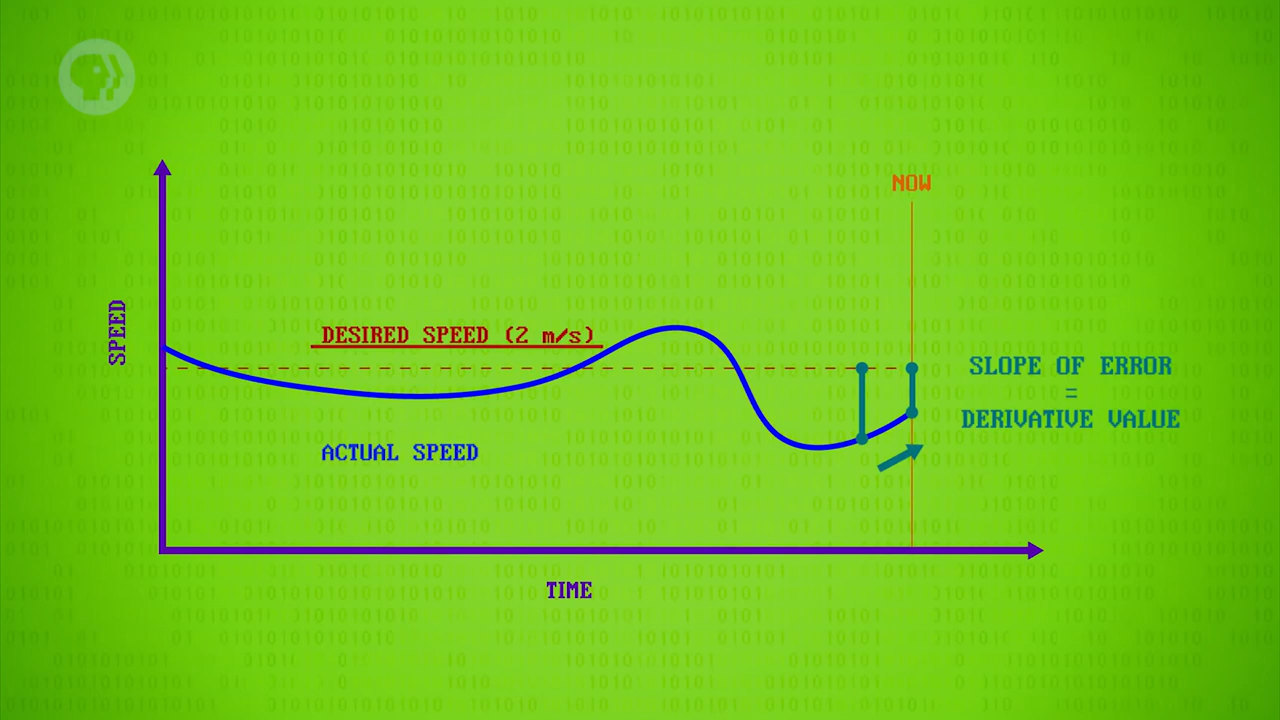 NOW
DESIRED SPEED (2 m/s)
SPEED
SLOPE OF ERROR
=
DERIVATIVE VALUE
ACTUAL SPEED
TIME